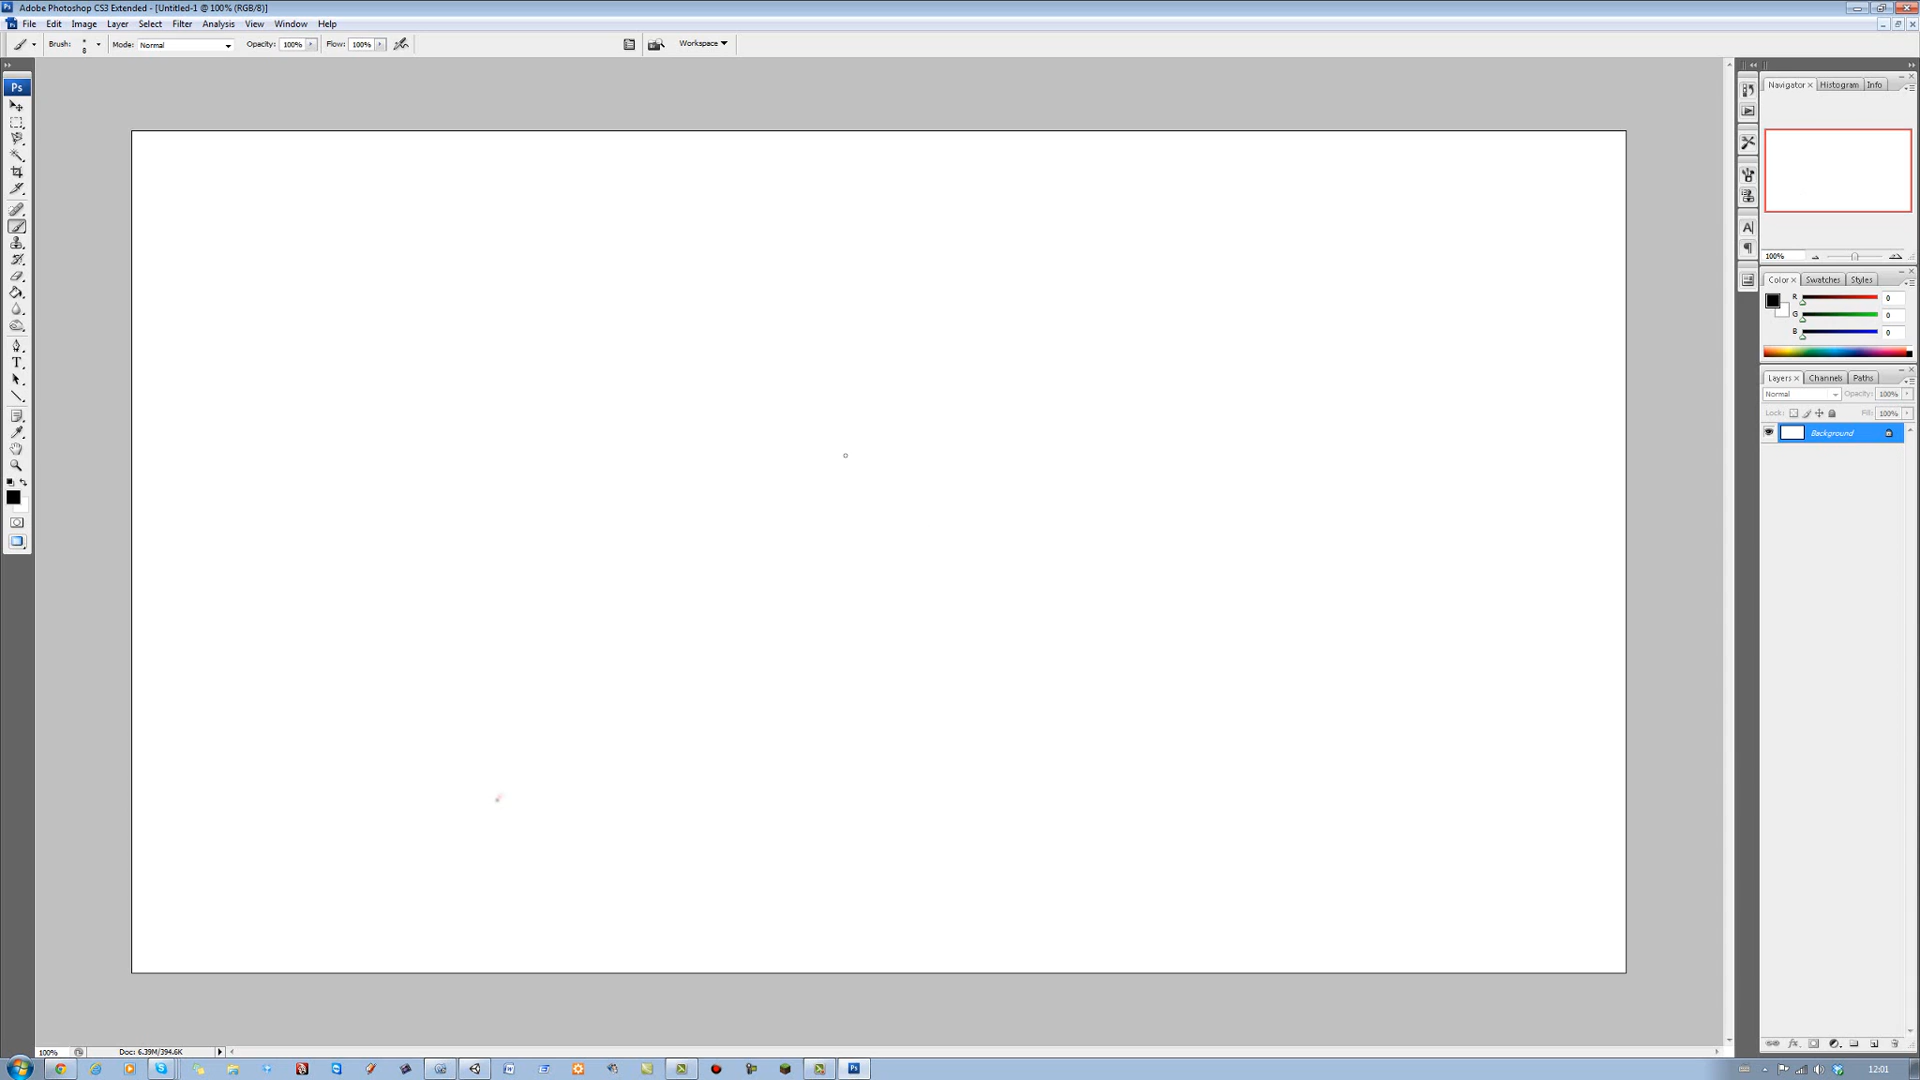 Adobe Photoshop CS3 Extended - [Untitled-1 @ 100% (RGB/8)]
File Edit Image Layer Select Filter Analysis View Window Help
Brush: 8 Mode: Normal Opacity: 100% Flow: 100% Workspace
Ps
Navigator Histogram Info
100%
Color Swatches Styles
R 0
G 0
B 0
Layers Channels Paths
Normal Opacity: 100%
Lock: Fill: 100%
Background
100% Doc: 6.39M/394.6K
12:01